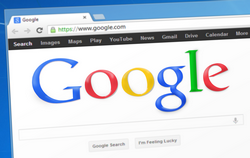 Google
https://www.google.com
Search Images Maps Play YouTube News Gmail Drive Calendar
Google
Google Search I'm Feeling Lucky